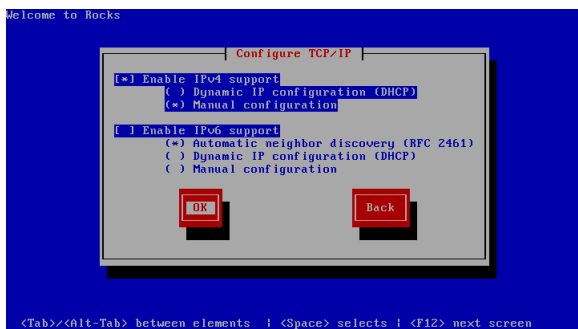 Welcome to Rocks
Configure TCP/IP
[*] Enable IPv4 support
( ) Dynamic IP configuration (DHCP)
(*) Manual configuration
[ ] Enable IPv6 support
(*) Automatic neighbor discovery (RFC 2461)
( ) Dynamic IP configuration (DHCP)
( ) Manual configuration
OK Back
<Tab>/<Alt-Tab> between elements | <Space> selects | <F12> next screen